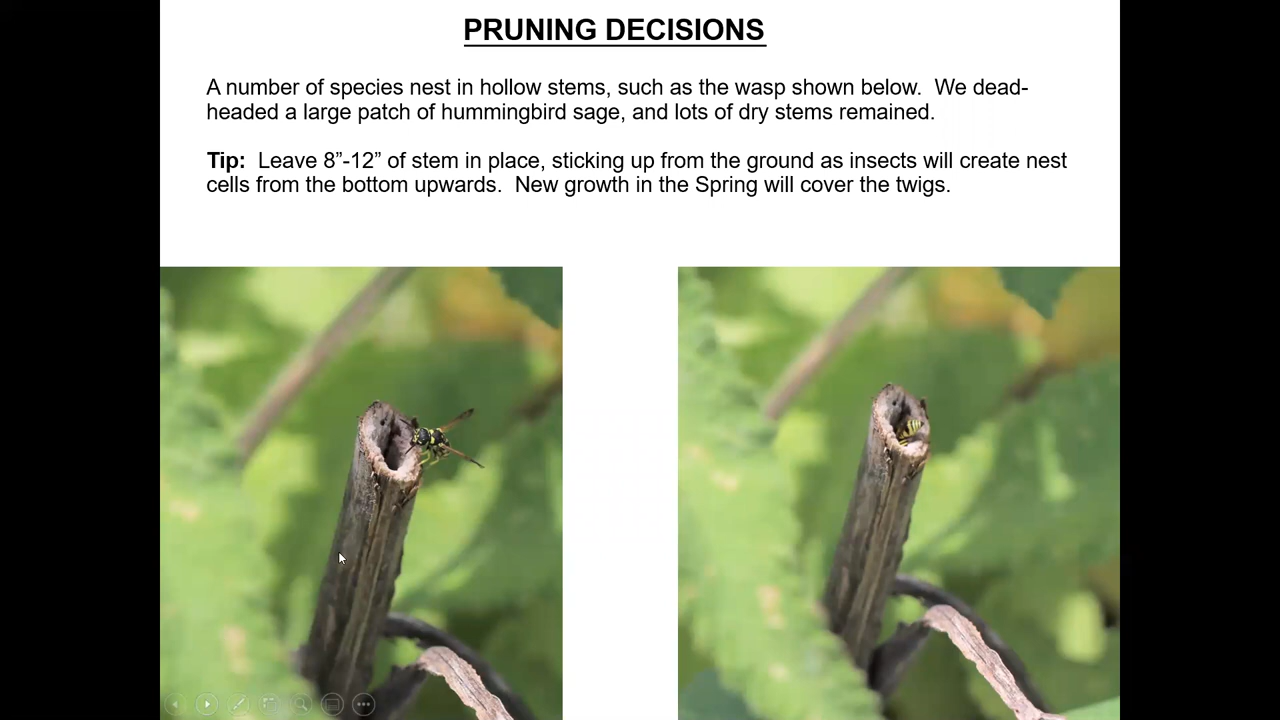 PRUNING DECISIONS
A number of species nest in hollow stems, such as the wasp shown below.  We dead-
headed a large patch of hummingbird sage, and lots of dry stems remained.
Tip:  Leave 8”-12” of stem in place, sticking up from the ground as insects will create nest
cells from the bottom upwards.  New growth in the Spring will cover the twigs.